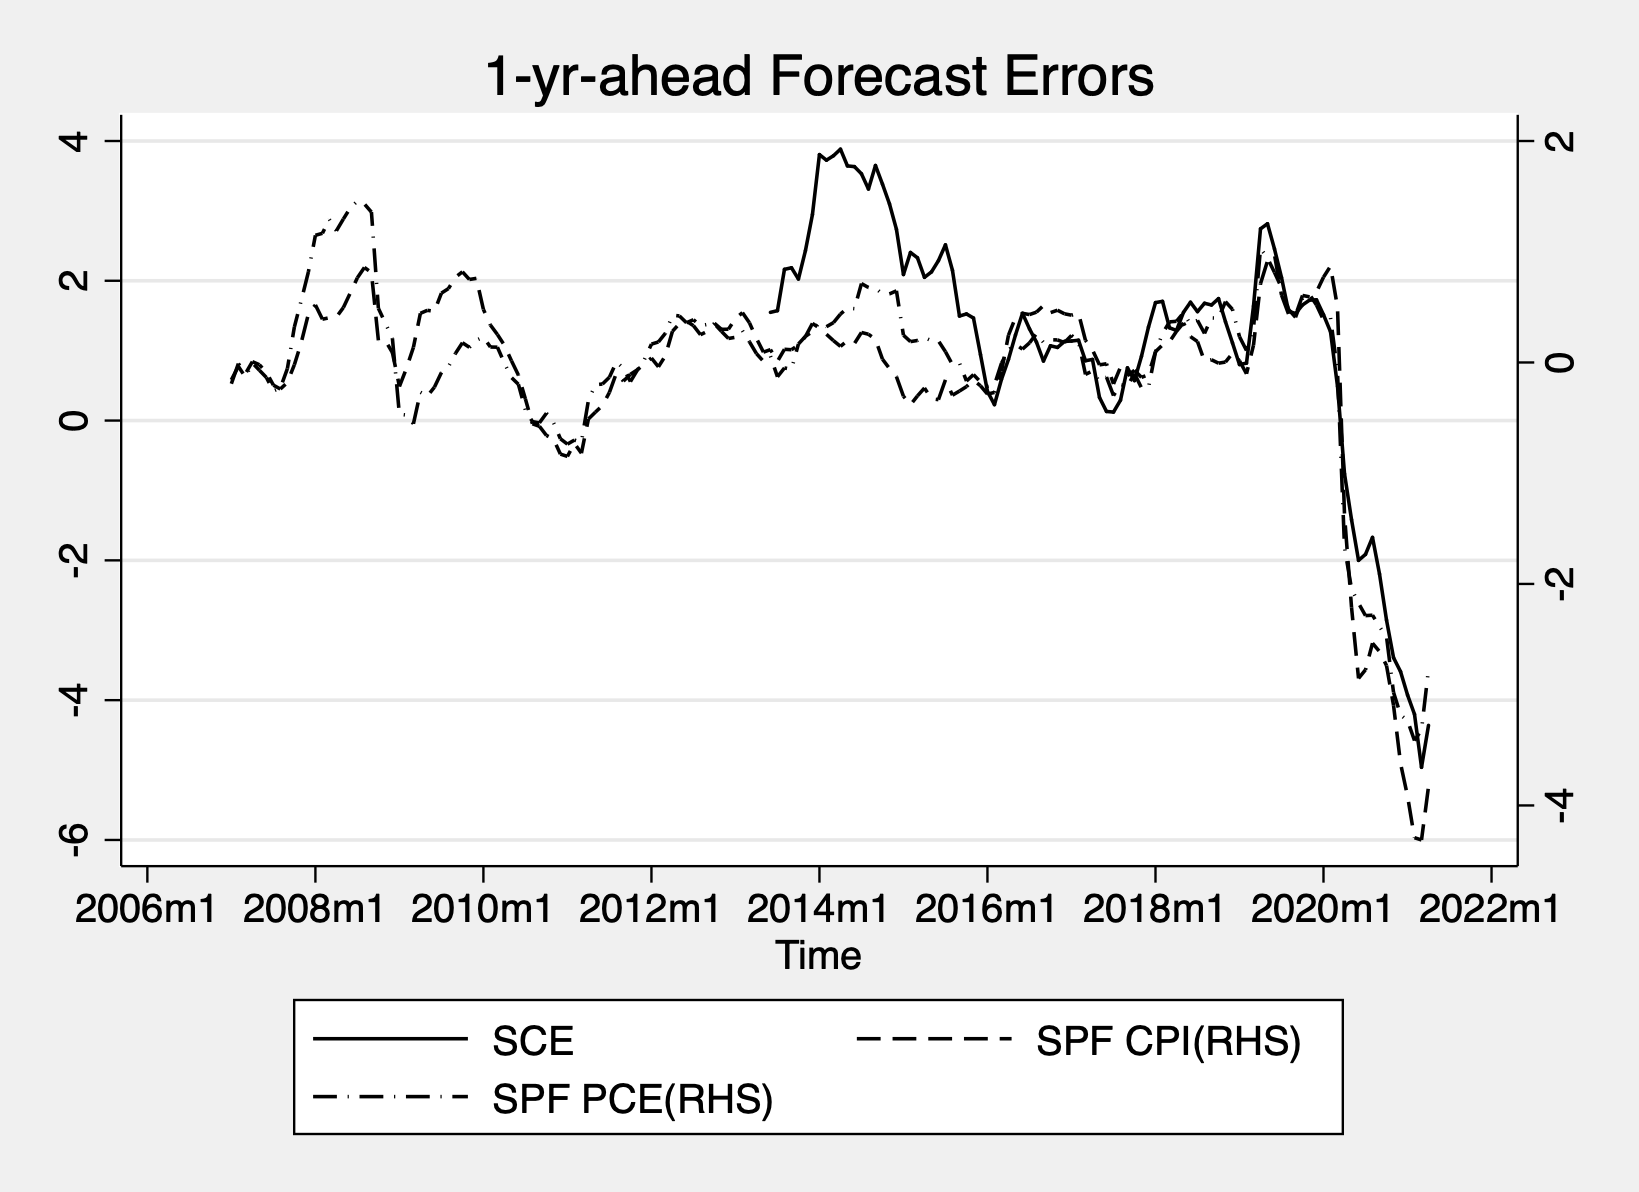 1-yr-ahead Forecast Errors
4
2
0
-2
-4
-6
2
0
-2
-4
2006m1 2008m1 2010m1 2012m1 2014m1 2016m1 2018m1 2020m1 2022m1
Time
SCE SPF CPI(RHS)
SPF PCE(RHS)